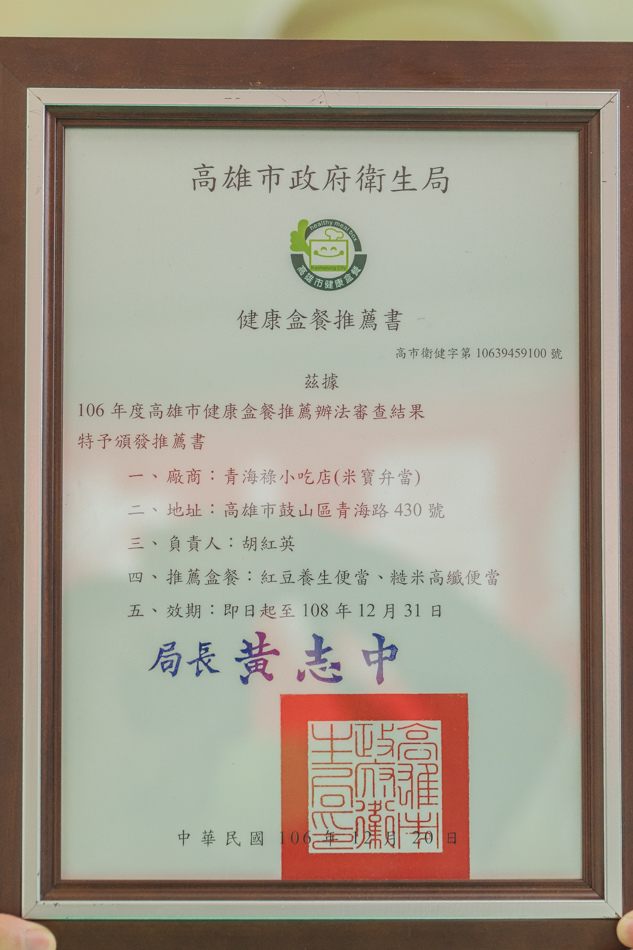 高雄市政府衛生局
healthy meal box
Kaohsiung City
高雄市健康盒餐
健康盒餐推薦書
高市衛健字第 10639459100 號
茲據
106 年度高雄市健康盒餐推薦辦法審查結果
特予頒發推薦書
一、廠商：青海祿小吃店(米寶弁當)
二、地址：高雄市鼓山區青海路 430 號
三、負責人：胡紅英
四、推薦盒餐：紅豆養生便當、糙米高纖便當
五、效期：即日起至 108 年 12 月 31 日
局長 黃志中
高雄市政府衛生局印
中華民國 106 年 12 月 20 日